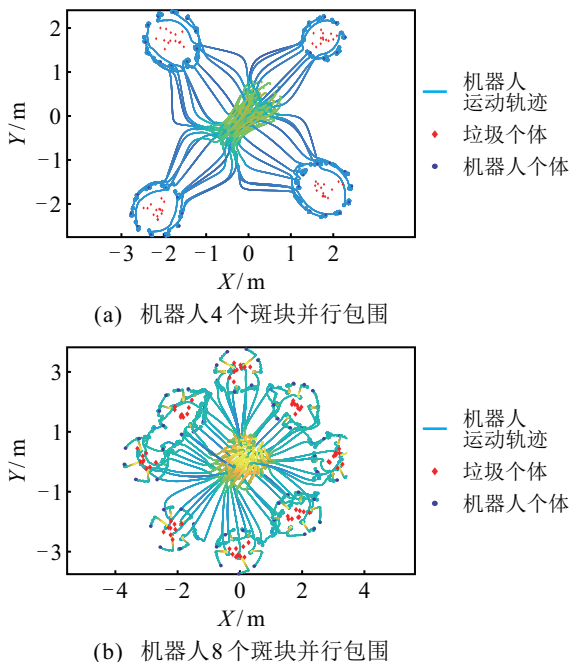 2
1
0
−1
−2
Y/m
−3 −2 −1 0 1 2
X/m
机器人
运动轨迹
垃圾个体
机器人个体
(a) 机器人4个斑块并行包围
3
1
−1
−3
Y/m
−4 −2 0 2 4
X/m
机器人
运动轨迹
垃圾个体
机器人个体
(b) 机器人8个斑块并行包围